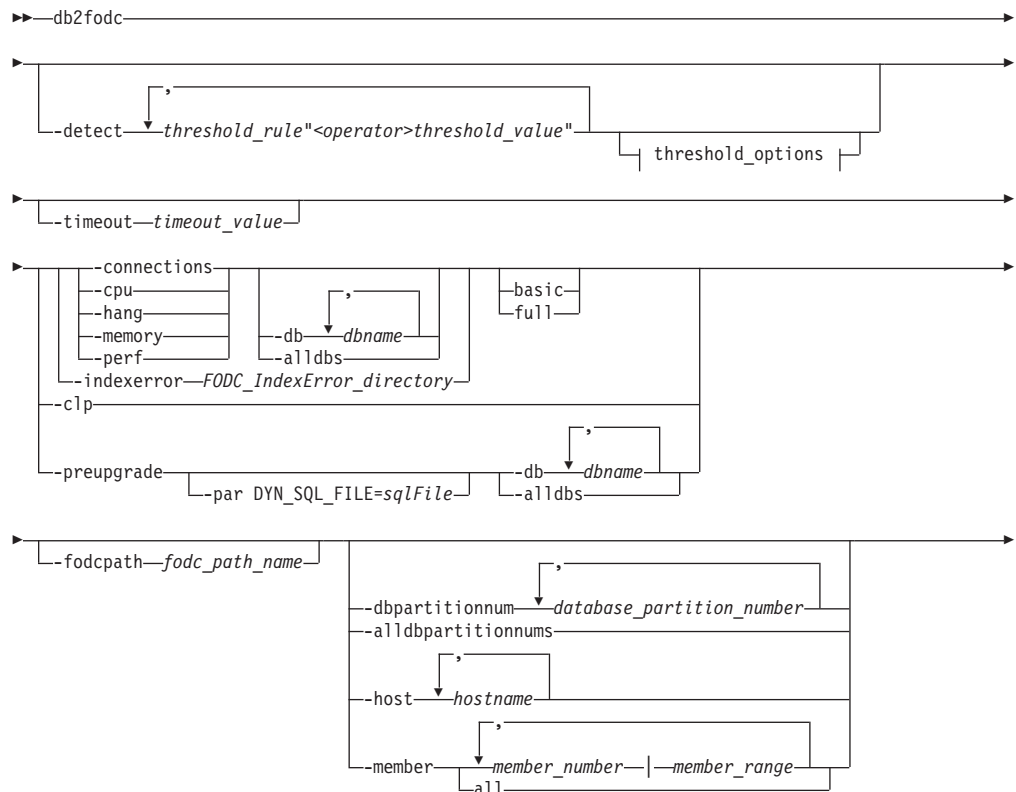 db2fodc
,
-detect threshold_rule"<operator>threshold_value"
threshold_options
-timeout timeout_value
-connections
-cpu
-hang
-memory
-perf
,
-db dbname
-alldbs
basic
full
-indexerror FODC_IndexError_directory
-clp
,
-preupgrade -db dbname
-par DYN_SQL_FILE=sqlFile -alldbs
-fodcpath fodc_path_name
,
-dbpartitionnum database_partition_number
-alldbpartitionnums
,
-host hostname
,
-member member_number | member_range
all